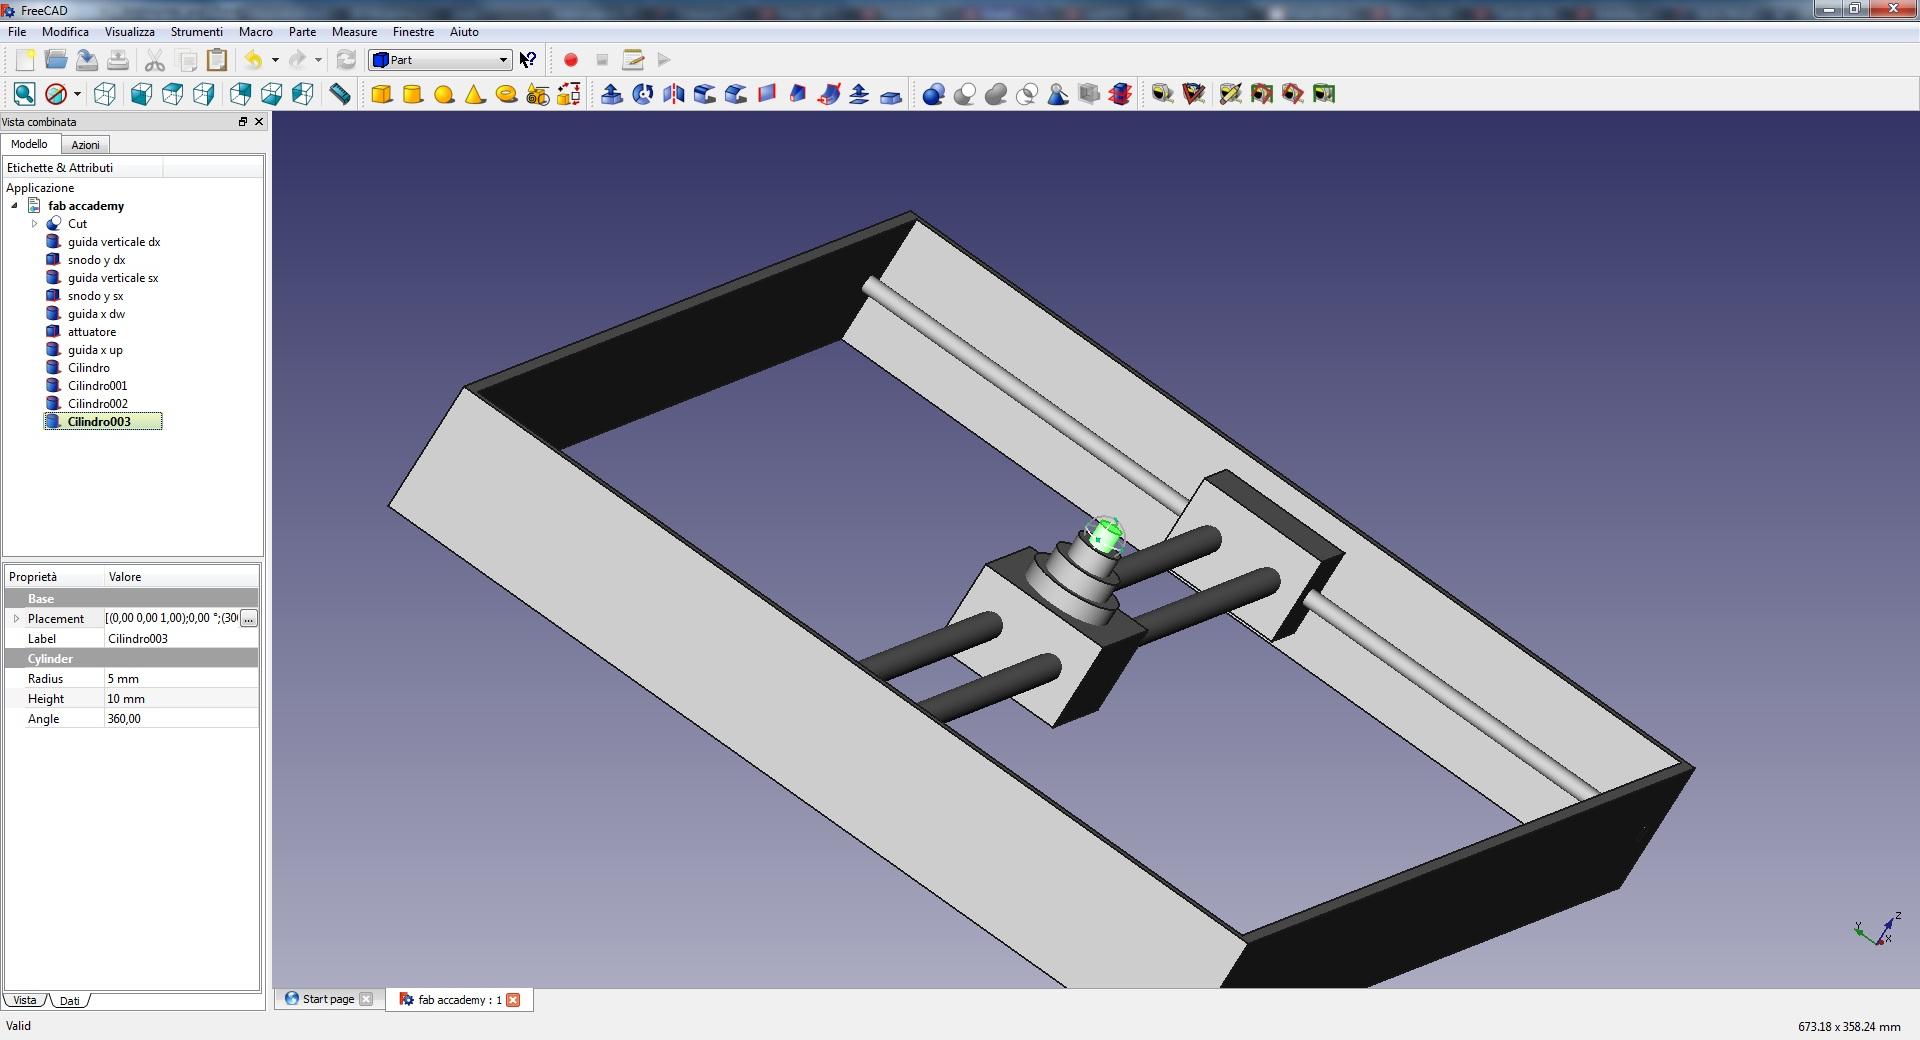 FreeCAD
File Modifica Visualizza Strumenti Macro Parte Measure Finestre Aiuto
Part
Vista combinata
Modello Azioni
Etichette & Attributi
Applicazione
fab accademy
Cut
guida verticale dx
snodo y dx
guida verticale sx
snodo y sx
guida x dw
attuatore
guida x up
Cilindro
Cilindro001
Cilindro002
Cilindro003
Proprietà Valore
Base
Placement [(0,00 0,00 1,00);0,00 °;(300 ...
Label Cilindro003
Cylinder
Radius 5 mm
Height 10 mm
Angle 360,00
Y Z X
Vista Dati
Start page fab accademy : 1
Valid 673.18 x 358.24 mm